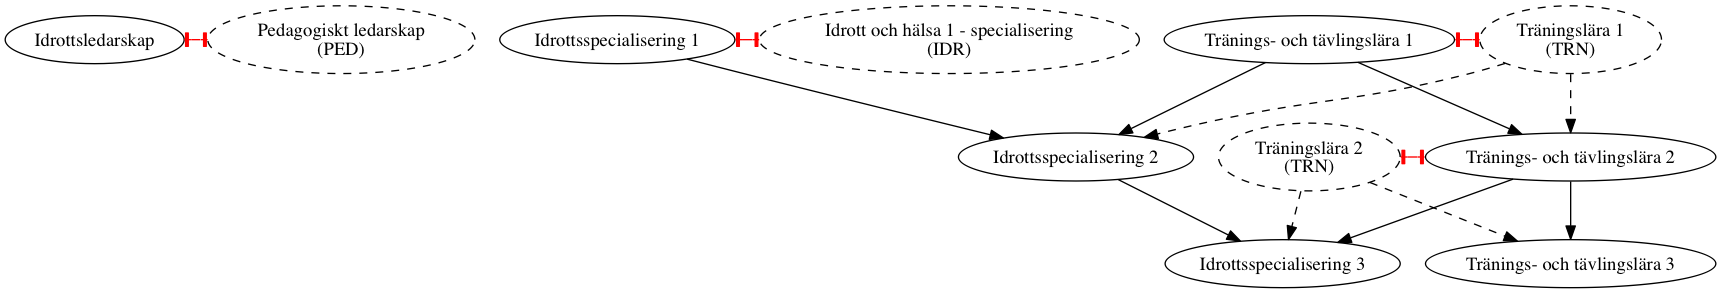 Idrottsledarskap
Pedagogiskt ledarskap
(PED)
Idrottsspecialisering 1
Idrott och hälsa 1 - specialisering
(IDR)
Tränings- och tävlingslära 1
Träningslära 1
(TRN)
Idrottsspecialisering 2
Träningslära 2
(TRN)
Tränings- och tävlingslära 2
Idrottsspecialisering 3
Tränings- och tävlingslära 3